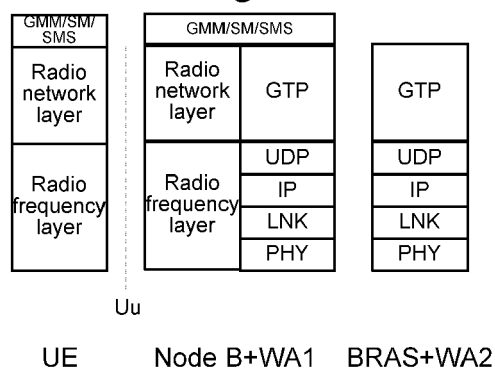 GMM/SM/
SMS
Radio
network
layer
Radio
frequency
layer
Uu
UE
GMM/SM/SMS
Radio
network
layer
GTP
Radio
frequency
layer
UDP
IP
LNK
PHY
Node B+WA1
GTP
UDP
IP
LNK
PHY
BRAS+WA2